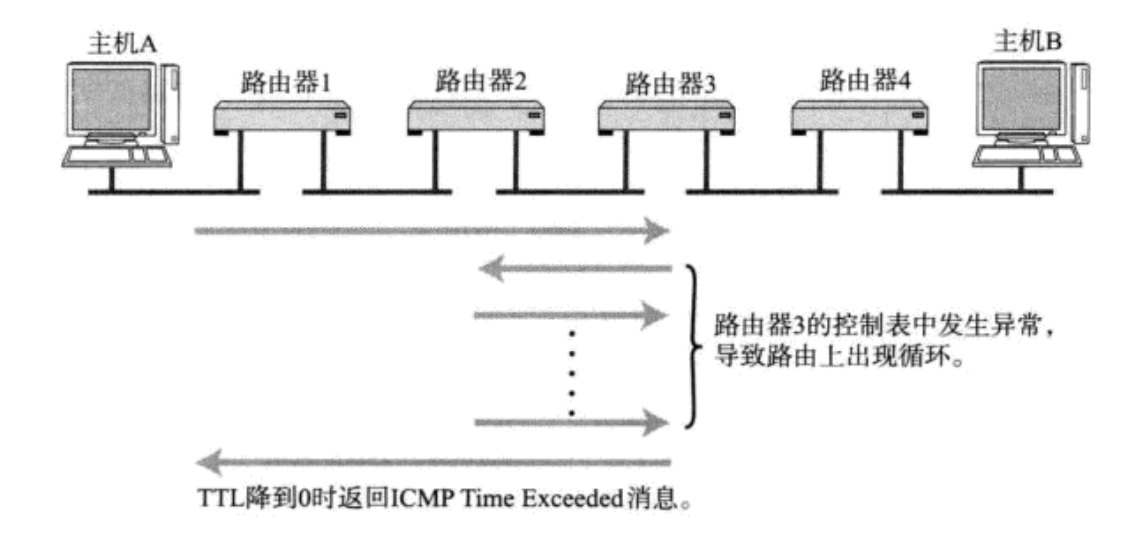 主机A
主机B
路由器1
路由器2
路由器3
路由器4
路由器3的控制表中发生异常，
导致路由上出现循环。
TTL降到0时返回ICMP Time Exceeded消息。